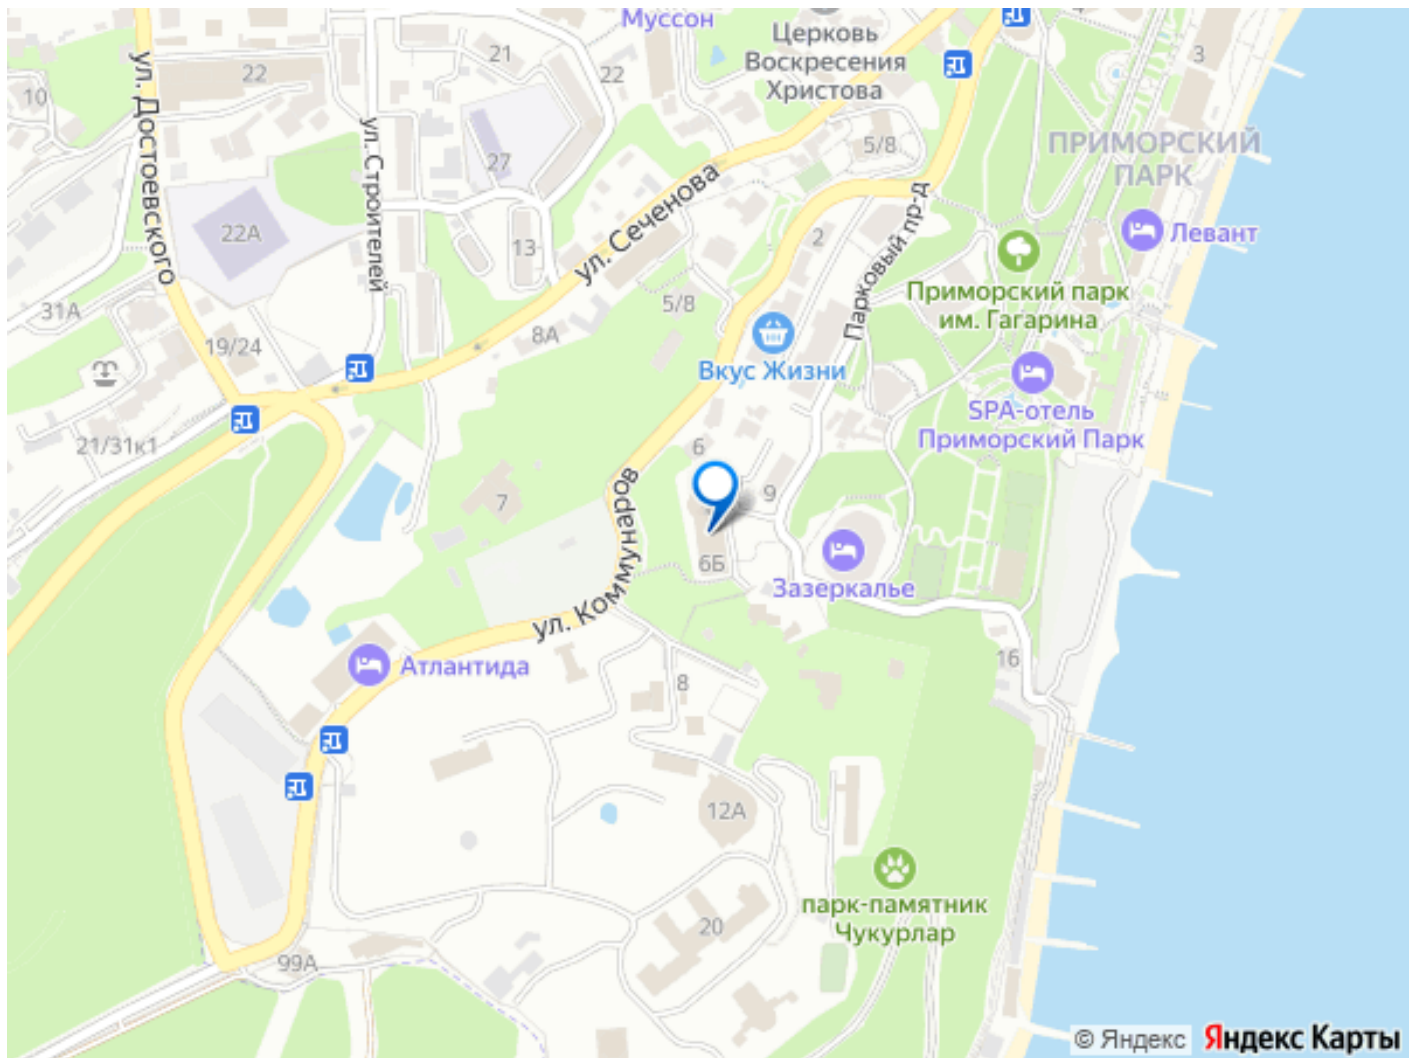 Муссон
Церковь
Воскресения
Христова
21
22
22
10
ул. Достоевского
ул. Строителей
27
5/8
3
ПРИМОРСКИЙ
ПАРК
ул. Сеченова
Парковый пр-д
22А
13
2
Левант
31А
5/8
Приморский парк
им. Гагарина
8А
19/24
Вкус Жизни
SPA-отель
Приморский Парк
21/31к1
6
9
7
ул. Коммунаров
6Б
Зазеркалье
16
Атлантида
8
12А
парк-памятник
Чукурлар
20
99А
© Яндекс Яндекс Карты